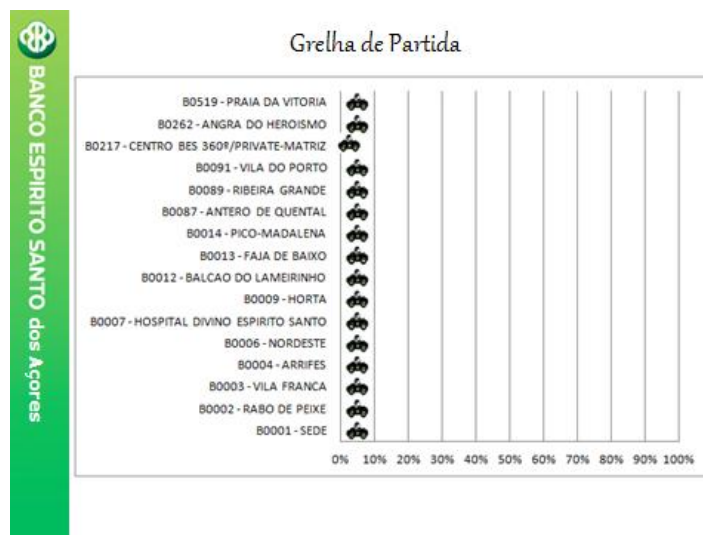 BANCO ESPIRITO SANTO dos Açores
Grelha de Partida
B0519 - PRAIA DA VITORIA
B0262 - ANGRA DO HEROISMO
B0217 - CENTRO BES 360º/PRIVATE-MATRIZ
B0091 - VILA DO PORTO
B0089 - RIBEIRA GRANDE
B0087 - ANTERO DE QUENTAL
B0014 - PICO-MADALENA
B0013 - FAJA DE BAIXO
B0012 - BALCAO DO LAMEIRINHO
B0009 - HORTA
B0007 - HOSPITAL DIVINO ESPIRITO SANTO
B0006 - NORDESTE
B0004 - ARRIFES
B0003 - VILA FRANCA
B0002 - RABO DE PEIXE
B0001 - SEDE
0% 10% 20% 30% 40% 50% 60% 70% 80% 90% 100%